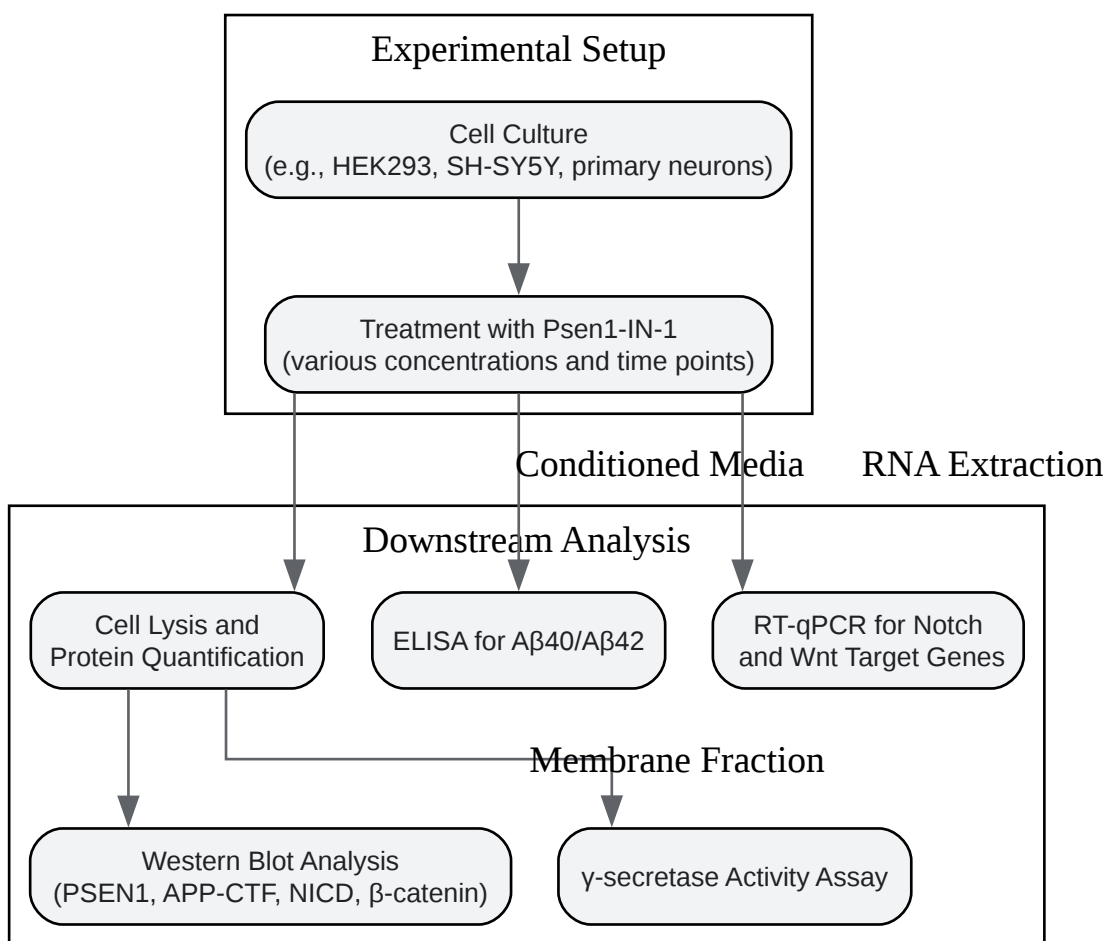 Experimental Setup
Cell Culture
(e.g., HEK293, SH-SY5Y, primary neurons)
Treatment with Psen1-IN-1
(various concentrations and time points)
Conditioned Media
RNA Extraction
Downstream Analysis
Cell Lysis and
Protein Quantification
ELISA for Aβ40/Aβ42
RT-qPCR for Notch
and Wnt Target Genes
Membrane Fraction
Western Blot Analysis
(PSEN1, APP-CTF, NICD, β-catenin)
γ-secretase Activity Assay